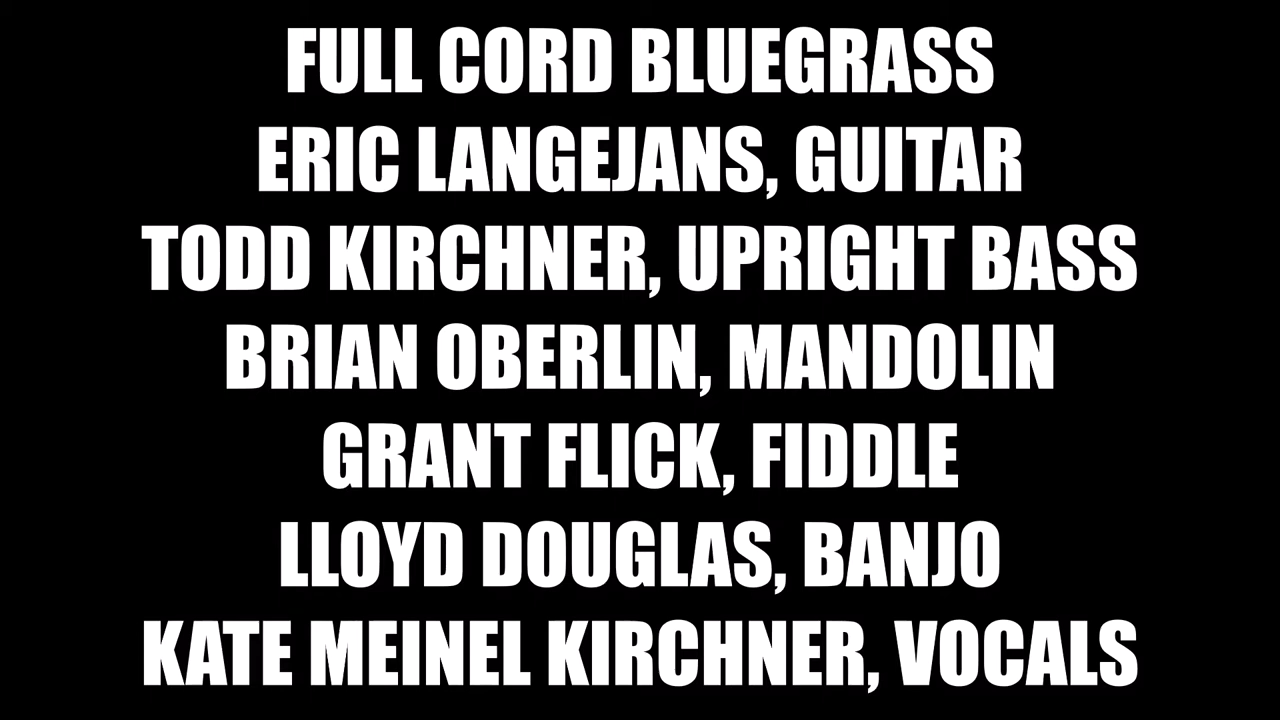 FULL CORD BLUEGRASS
ERIC LANGEJANS, GUITAR
TODD KIRCHNER, UPRIGHT BASS
BRIAN OBERLIN, MANDOLIN
GRANT FLICK, FIDDLE
LLOYD DOUGLAS, BANJO
KATE MEINEL KIRCHNER, VOCALS